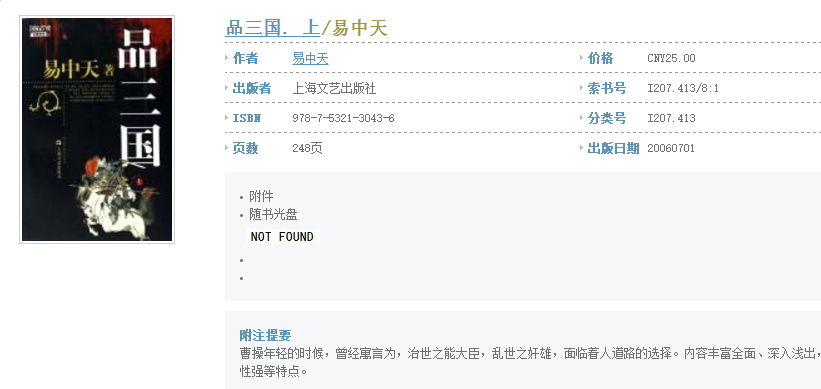 品三国. 上/易中天
作者 易中天 价格 CNY25.00
出版者 上海文艺出版社 索书号 I207.413/8:1
ISBN 978-7-5321-3043-6 分类号 I207.413
页数 248页 出版日期 20060701
品三国
易中天 著
上
附件
随书光盘
NOT FOUND
附注提要
曹操年轻的时候，曾经寓言为，治世之能大臣，乱世之奸雄，面临着人道路的选择。内容丰富全面、深入浅出，
性强等特点。